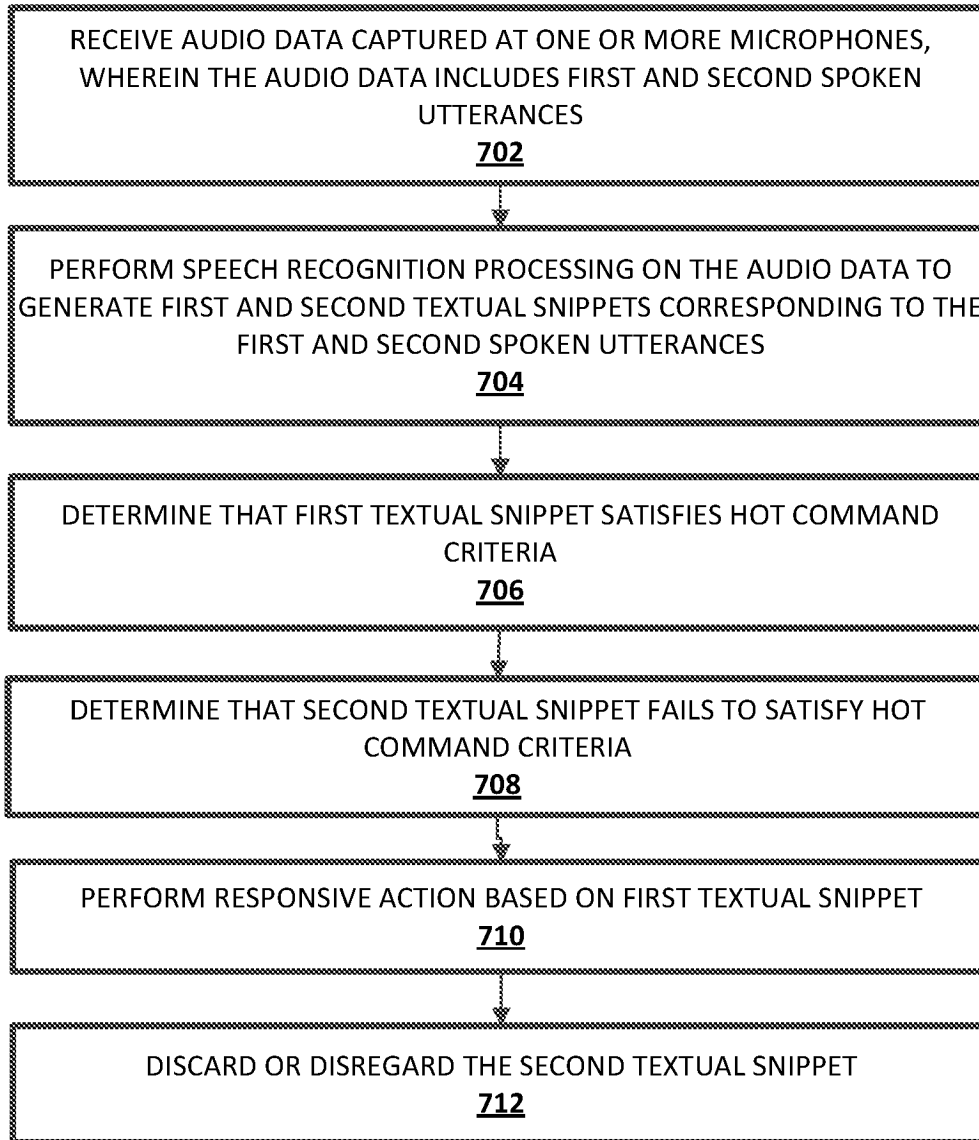 RECEIVE AUDIO DATA CAPTURED AT ONE OR MORE MICROPHONES,
WHEREIN THE AUDIO DATA INCLUDES FIRST AND SECOND SPOKEN
UTTERANCES
702
PERFORM SPEECH RECOGNITION PROCESSING ON THE AUDIO DATA TO
GENERATE FIRST AND SECOND TEXTUAL SNIPPETS CORRESPONDING TO THE
FIRST AND SECOND SPOKEN UTTERANCES
704
DETERMINE THAT FIRST TEXTUAL SNIPPET SATISFIES HOT COMMAND
CRITERIA
706
DETERMINE THAT SECOND TEXTUAL SNIPPET FAILS TO SATISFY HOT
COMMAND CRITERIA
708
PERFORM RESPONSIVE ACTION BASED ON FIRST TEXTUAL SNIPPET
710
DISCARD OR DISREGARD THE SECOND TEXTUAL SNIPPET
712